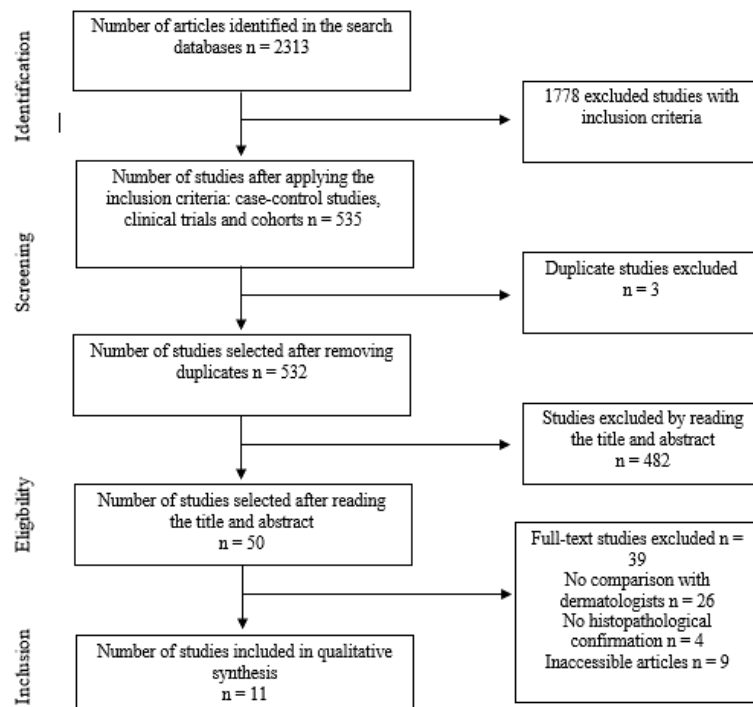 Identification
Number of articles identified in the search
databases n = 2313
1778 excluded studies with
inclusion criteria
Number of studies after applying the
inclusion criteria: case-control studies,
clinical trials and cohorts n = 535
Screening
Duplicate studies excluded
n = 3
Number of studies selected after removing
duplicates n = 532
Studies excluded by reading
the title and abstract
n = 482
Eligibility
Number of studies selected after reading
the title and abstract
n = 50
Full-text studies excluded n =
39
No comparison with
dermatologists n = 26
No histopathological
confirmation n = 4
Inaccessible articles n = 9
Inclusion
Number of studies included in qualitative
synthesis
n = 11